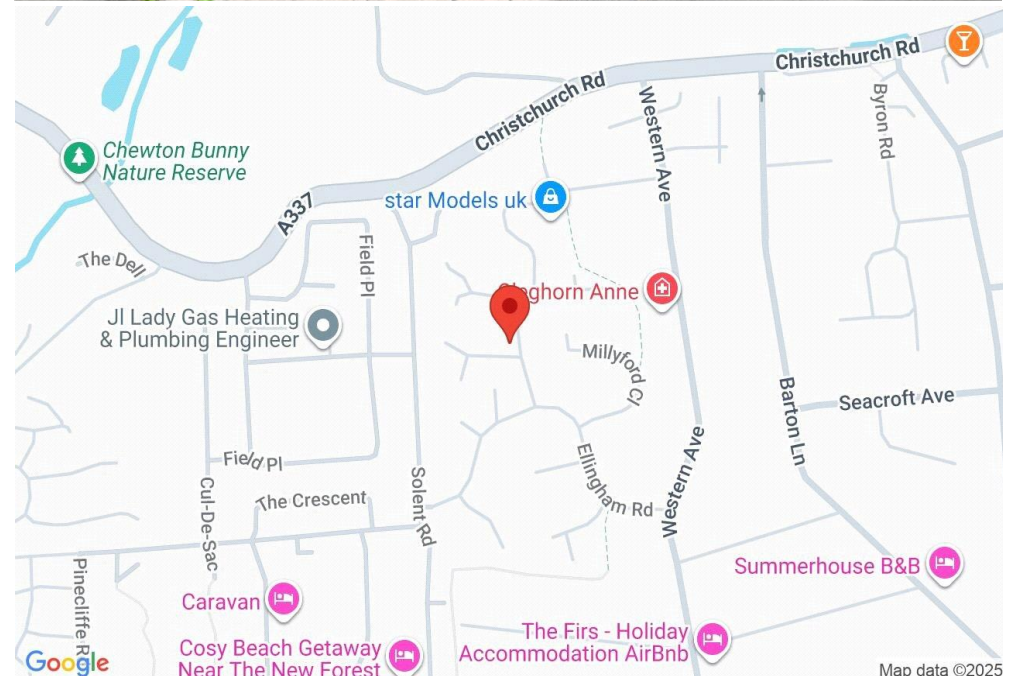 Christchurch Rd
Christchurch Rd
Chewton Bunny
Nature Reserve
Western Ave
Byron Rd
star Models uk
A337
Field Pl
The Dell
Anne
Jl Lady Gas Heating
& Plumbing Engineer
Millyford Cl
Barton Ln
Seacroft Ave
Field Pl
Ellingham Rd
Western Ave
The Crescent
Solent Rd
Cul-De-Sac
Summerhouse B&B
Pinecliffe
Caravan
The Firs - Holiday
Accommodation AirBnb
Cosy Beach Getaway
Near The New Forest
Google
Map data ©2025